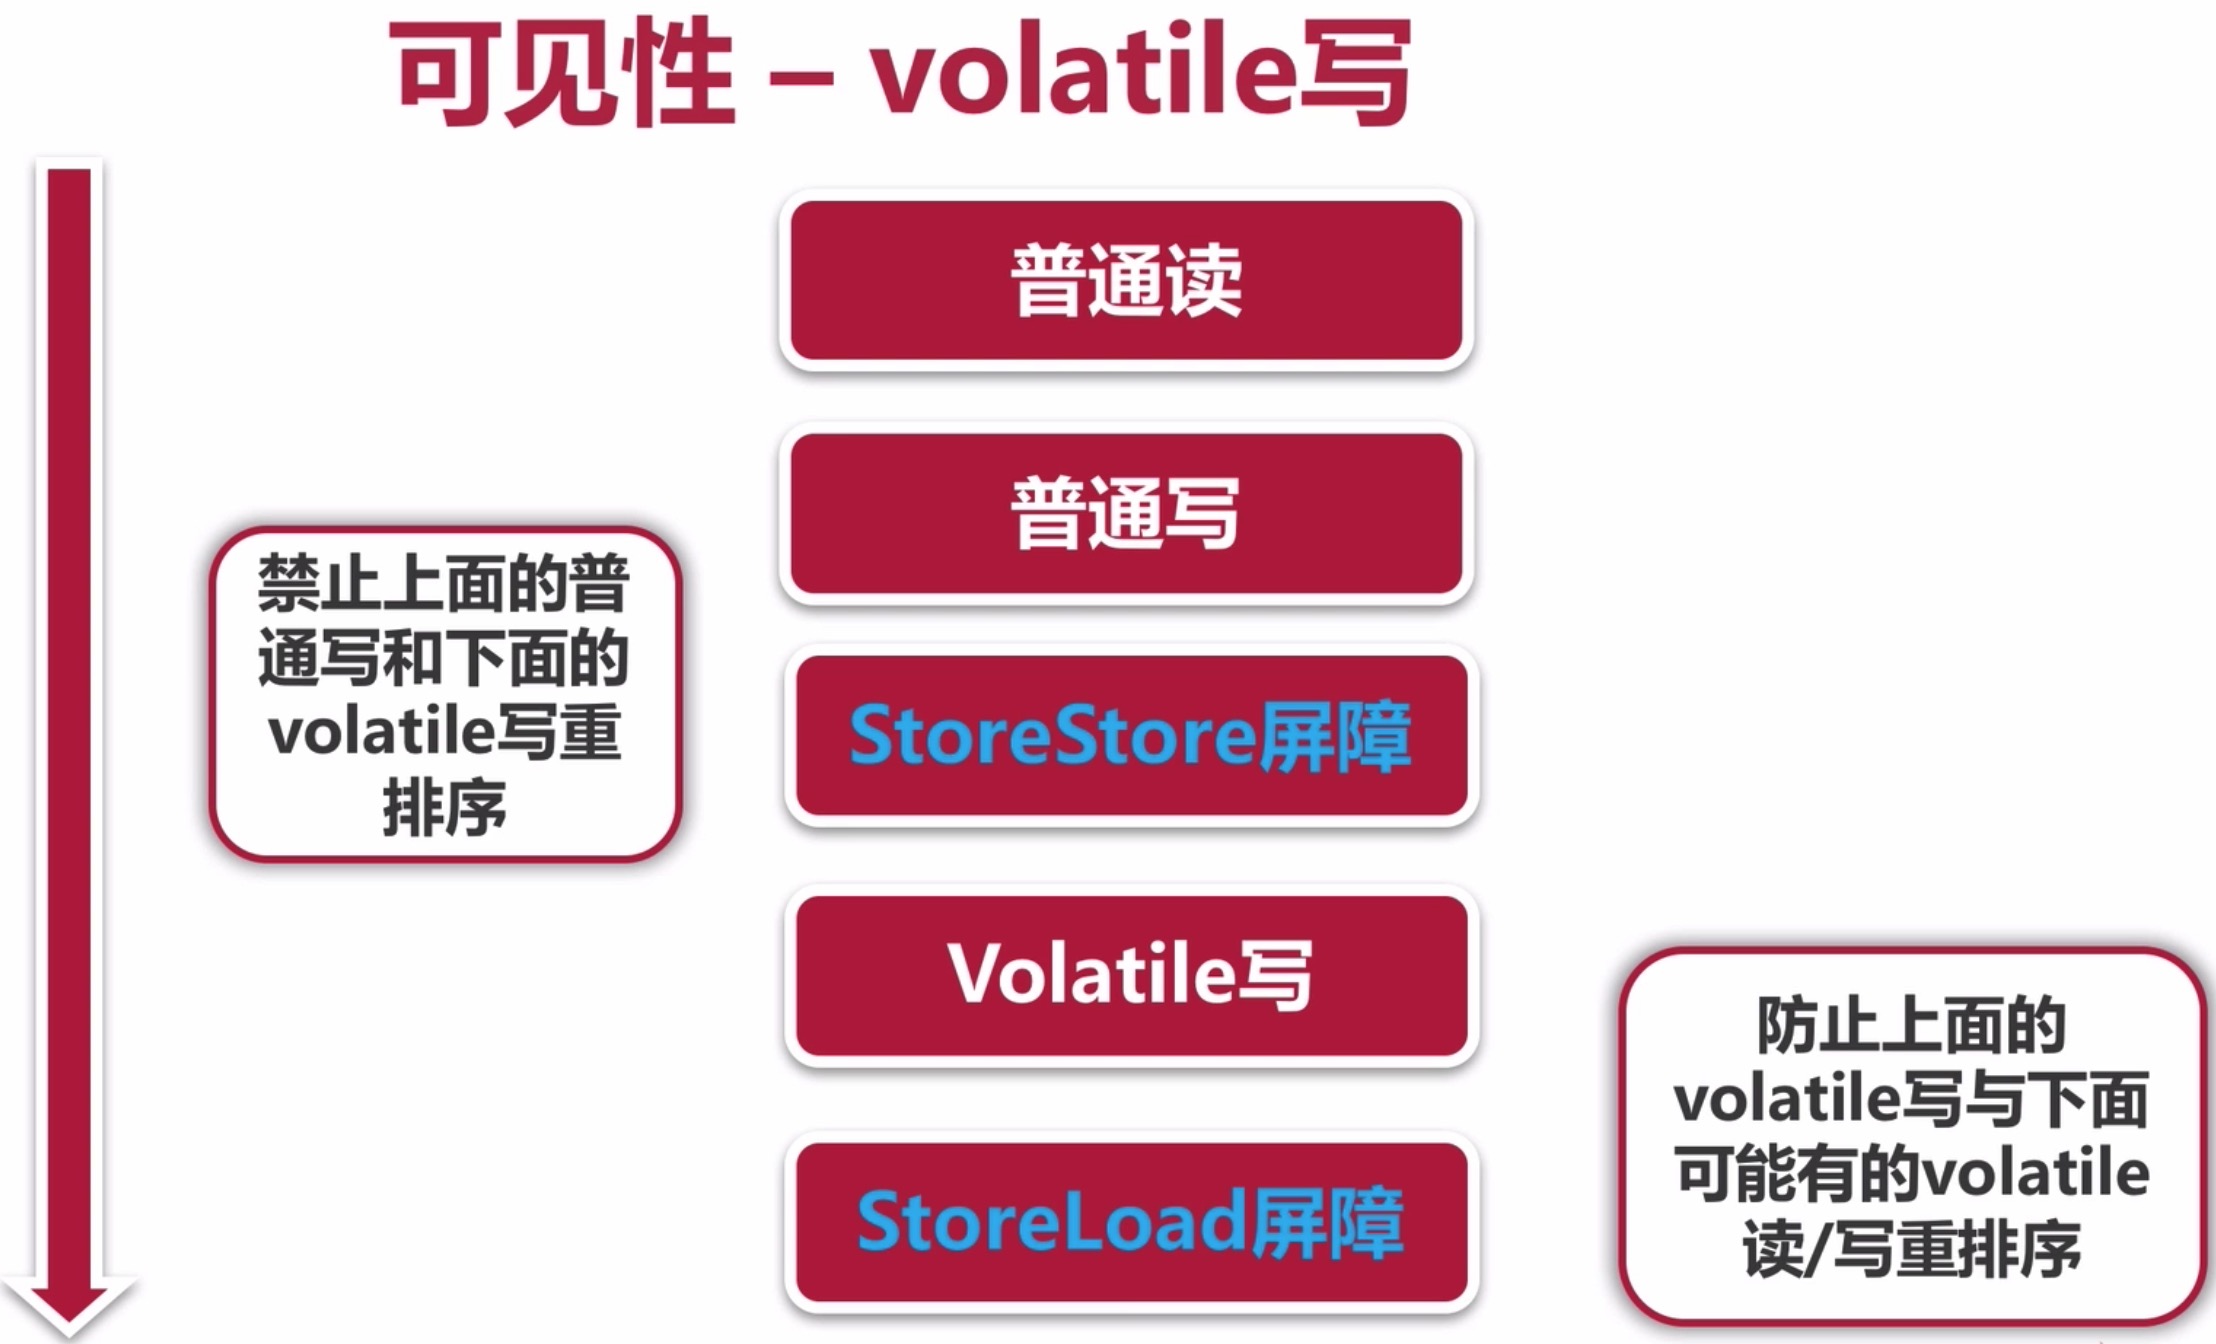 可见性 – volatile写
普通读
普通写
禁止上面的普
通写和下面的
volatile写重
排序
StoreStore屏障
Volatile写
防止上面的
volatile写与下面
可能有的volatile
读/写重排序
StoreLoad屏障